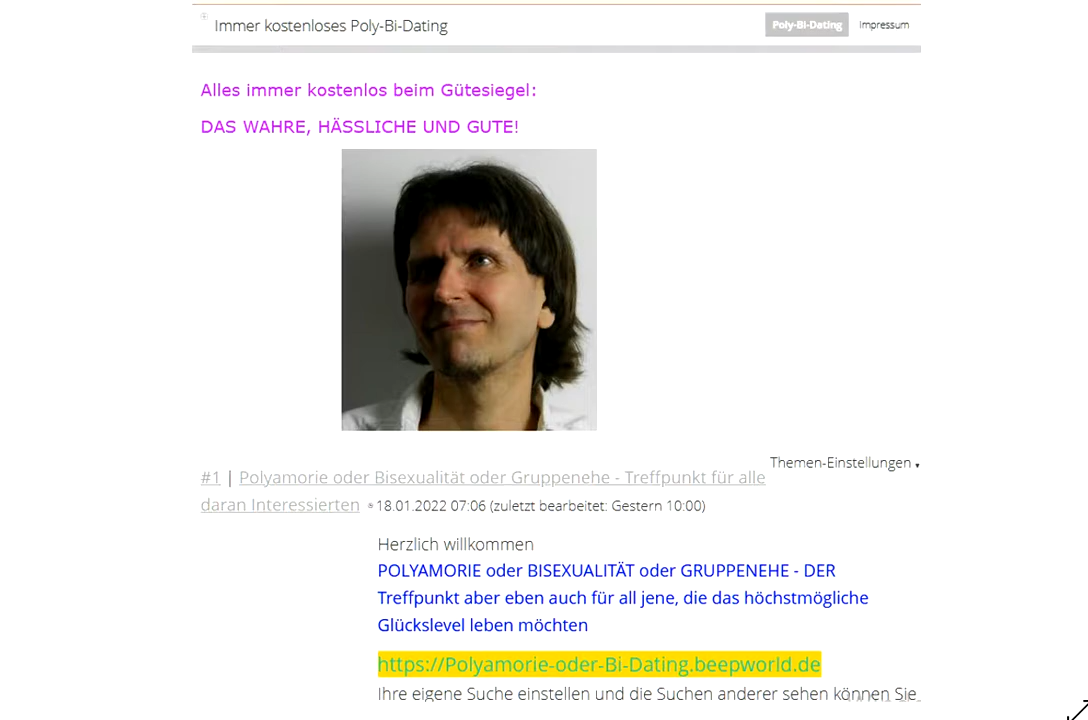 Immer kostenloses Poly-Bi-Dating
Poly-Bi-Dating
Impressum
Alles immer kostenlos beim Gütesiegel:
DAS WAHRE, HÄSSLICHE UND GUTE!
Themen-Einstellungen ▾
#1 | Polyamorie oder Bisexualität oder Gruppenehe - Treffpunkt für alle
daran Interessierten 18.01.2022 07:06 (zuletzt bearbeitet: Gestern 10:00)
Herzlich willkommen
POLYAMORIE oder BISEXUALITÄT oder GRUPPENEHE - DER
Treffpunkt aber eben auch für all jene, die das höchstmögliche
Glückslevel leben möchten
https://Polyamorie-oder-Bi-Dating.beepworld.de
Ihre eigene Suche einstellen und die Suchen anderer sehen können Sie